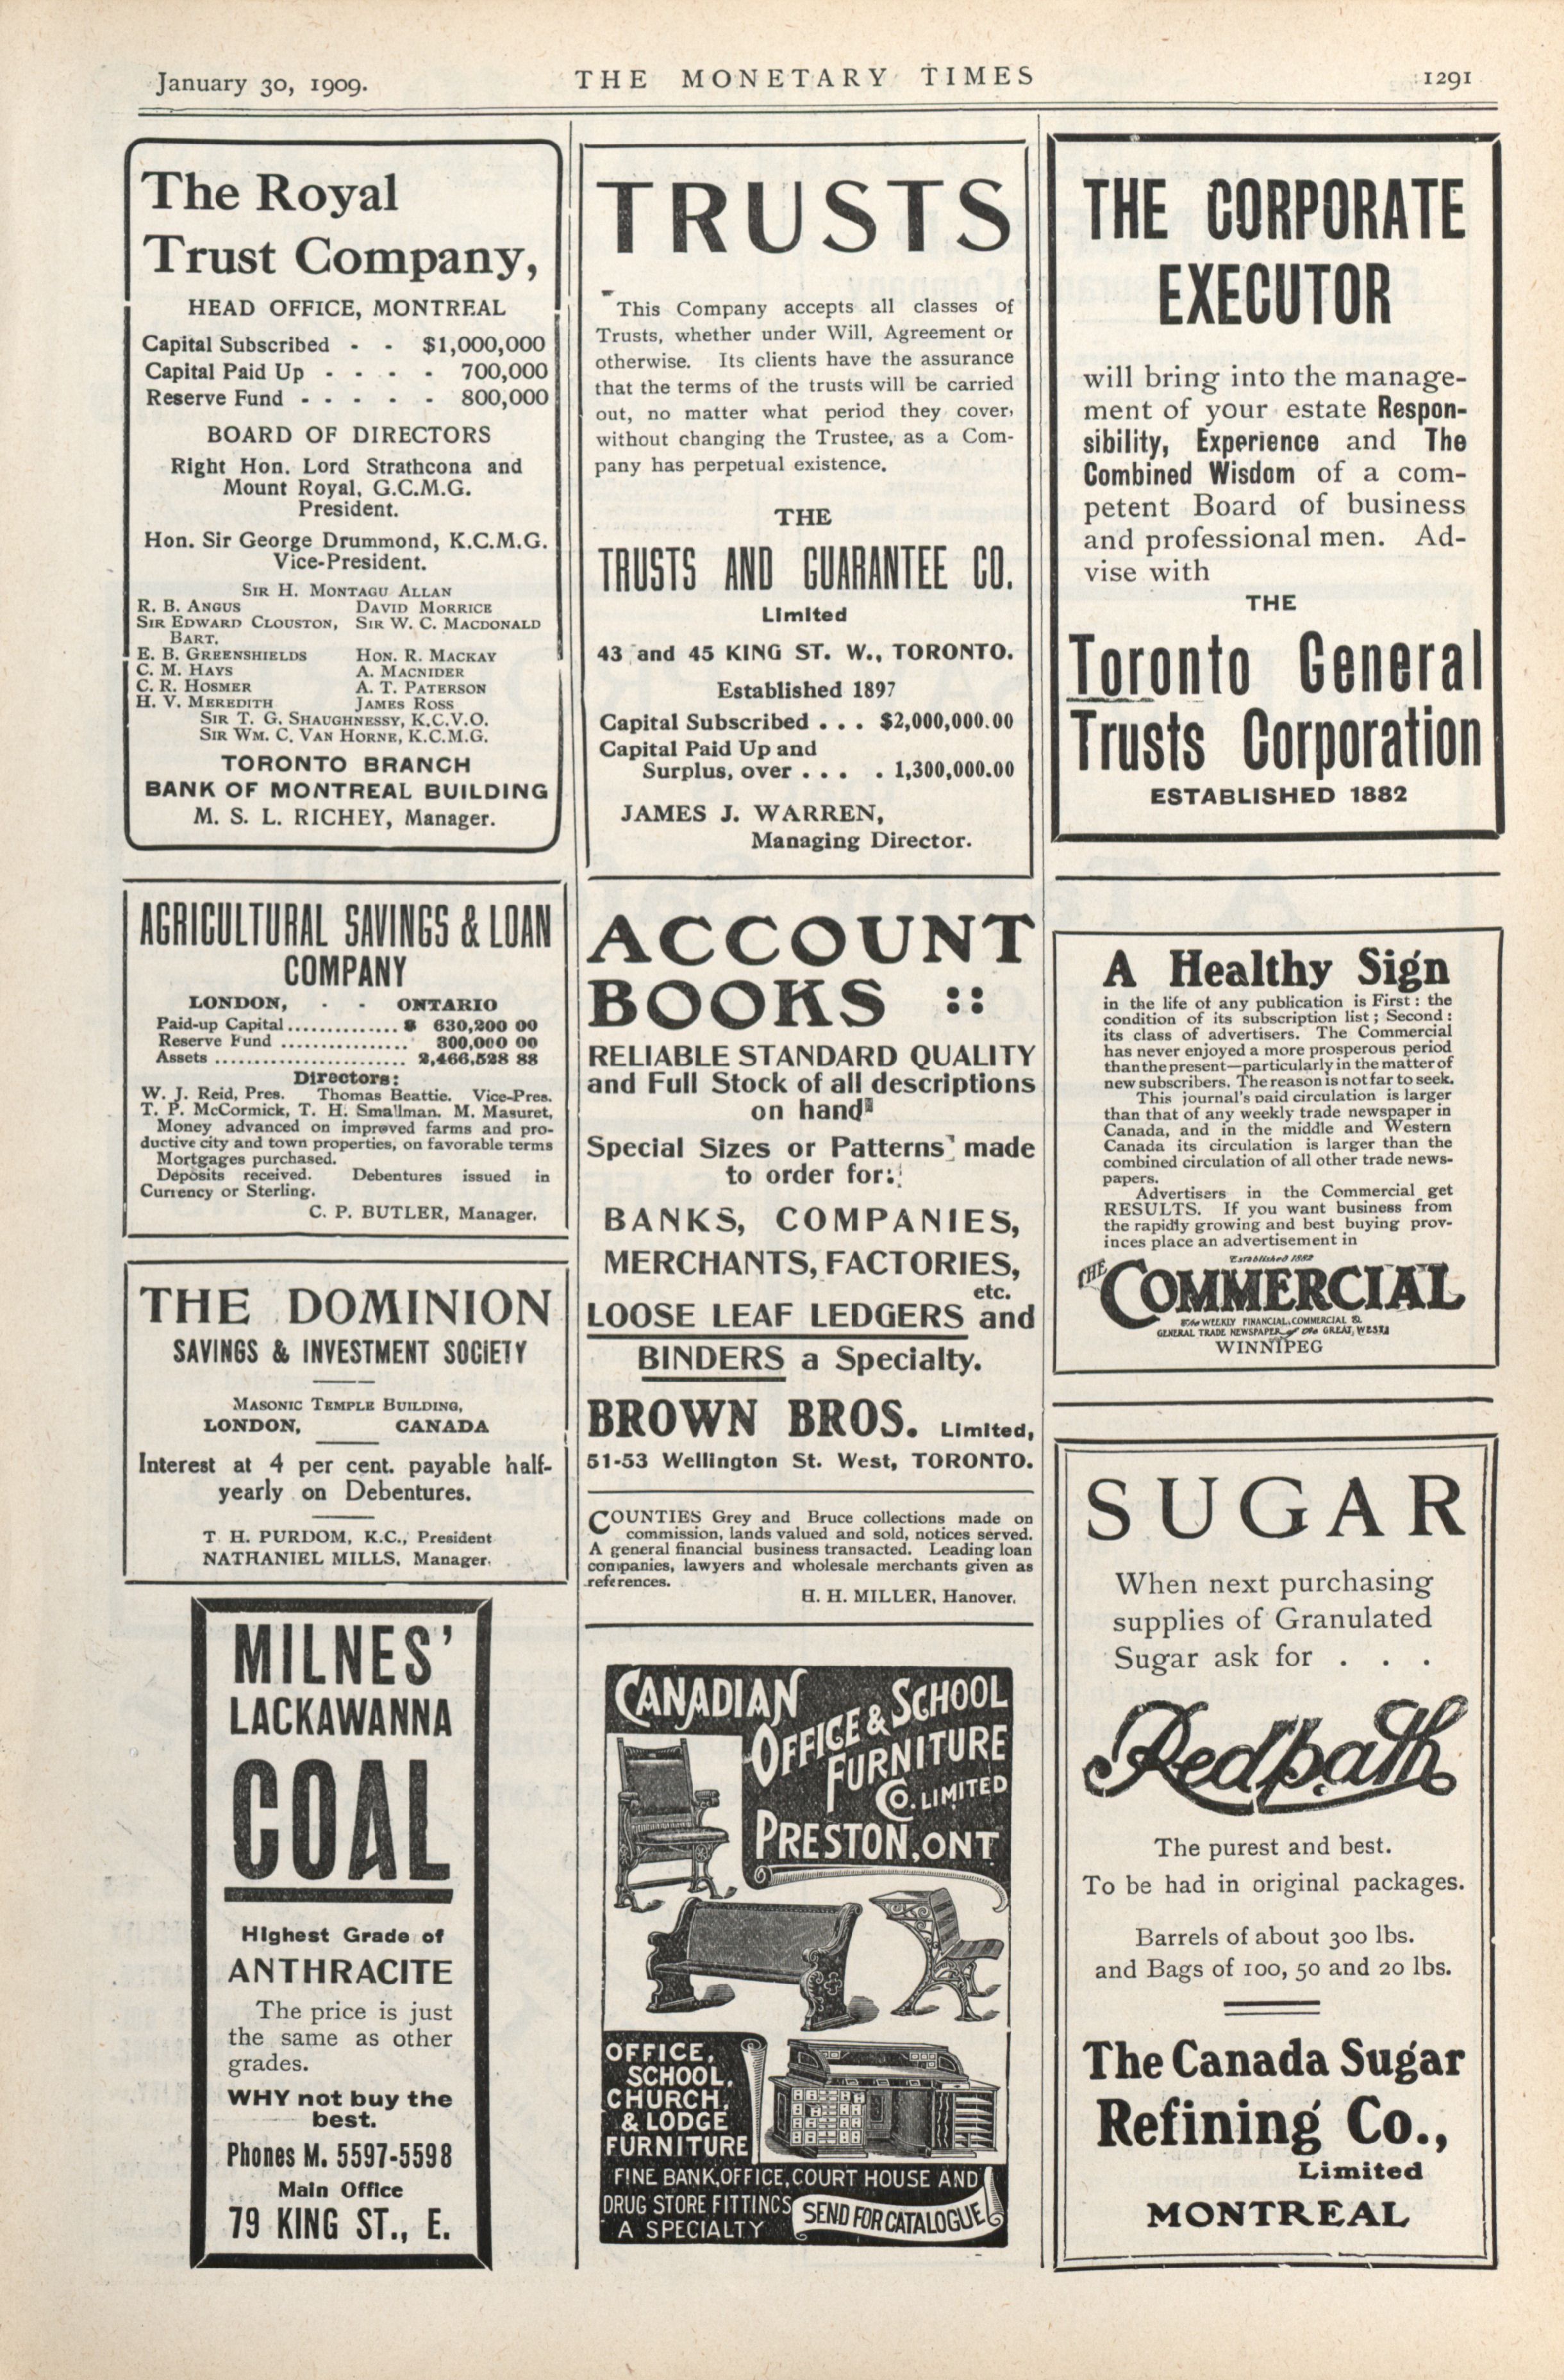 January 30, 1909.
THE MONETARY TIMES
1291
The Royal
Trust Company,
HEAD OFFICE, MONTREAL
Capital Subscribed - - $1,000,000
Capital Paid Up - - - - 700,000
Reserve Fund - - - - - 800,000
BOARD OF DIRECTORS
Right Hon. Lord Strathcona and
Mount Royal, G.C.M.G.
President.
Hon. Sir George Drummond, K.C.M.G.
Vice-President.
SIR H. MONTAGU ALLAN
R. B. ANGUS DAVID MORRICE
SIR EDWARD CLOUSTON, SIR W. C. MACDONALD
BART.
E. B. GREENSHIELDS HON. R. MACKAY
C. M. HAYS A. MACNIDER
C. R. HOSMER A. T. PATERSON
H. V. MEREDITH JAMES ROSS
SIR T. G. SHAUGHNESSY, K.C.V.O.
SIR WM. C. VAN HORNE, K.C.M.G.
TORONTO BRANCH
BANK OF MONTREAL BUILDING
M. S. L. RICHEY, Manager.
AGRICULTURAL SAVINGS & LOAN
COMPANY
LONDON, - - ONTARIO
Paid-up Capital .............. $ 630,200 00
Reserve Fund ................ 300,000 00
Assets ........................ 2,466,528 88
Directors:
W. J. Reid, Pres. Thomas Beattie. Vice-Pres.
T. P. McCormick, T. H. Smallman. M. Masuret,
Money advanced on improved farms and pro-
ductive city and town properties, on favorable terms
Mortgages purchased.
Deposits received. Debentures issued in
Currency or Sterling.
C. P. BUTLER, Manager.
THE DOMINION
SAVINGS & INVESTMENT SOCIETY
MASONIC TEMPLE BUILDING,
LONDON, CANADA
Interest at 4 per cent. payable half-
yearly on Debentures.
T. H. PURDOM, K.C., President
NATHANIEL MILLS, Manager.
MILNES'
LACKAWANNA
COAL
Highest Grade of
ANTHRACITE
The price is just
the same as other
grades.
WHY not buy the
best.
Phones M. 5597-5598
Main Office
79 KING ST., E.
TRUSTS
This Company accepts all classes of
Trusts, whether under Will, Agreement or
otherwise. Its clients have the assurance
that the terms of the trusts will be carried
out, no matter what period they cover,
without changing the Trustee, as a Com-
pany has perpetual existence.
THE
TRUSTS AND GUARANTEE CO.
Limited
43 and 45 KING ST. W., TORONTO.
Established 1897
Capital Subscribed . . . $2,000,000.00
Capital Paid Up and
Surplus, over . . . . 1,300,000.00
JAMES J. WARREN,
Managing Director.
ACCOUNT
BOOKS ::
RELIABLE STANDARD QUALITY
and Full Stock of all descriptions
on hand
Special Sizes or Patterns made
to order for:
BANKS, COMPANIES,
MERCHANTS, FACTORIES,
etc.
LOOSE LEAF LEDGERS and
BINDERS a Specialty.
BROWN BROS. Limited,
51-53 Wellington St. West, TORONTO.
COUNTIES Grey and Bruce collections made on
commission, lands valued and sold, notices served.
A general financial business transacted. Leading loan
companies, lawyers and wholesale merchants given as
references.
H. H. MILLER, Hanover.
CANADIAN
OFFICE & SCHOOL
FURNITURE
CO. LIMITED
PRESTON, ONT
OFFICE,
SCHOOL,
CHURCH,
& LODGE
FURNITURE
FINE BANK, OFFICE, COURT HOUSE AND
DRUG STORE FITTINGS
A SPECIALTY
SEND FOR CATALOGUE
THE CORPORATE
EXECUTOR
will bring into the manage-
ment of your estate Respon-
sibility, Experience and The
Combined Wisdom of a com-
petent Board of business
and professional men. Ad-
vise with
THE
Toronto General
Trusts Corporation
ESTABLISHED 1882
A Healthy Sign
in the life of any publication is First: the
condition of its subscription list; Second:
its class of advertisers. The Commercial
has never enjoyed a more prosperous period
than the present—particularly in the matter of
new subscribers. The reason is not far to seek.
This journal's paid circulation is larger
than that of any weekly trade newspaper in
Canada, and in the middle and Western
Canada its circulation is larger than the
combined circulation of all other trade news-
papers.
Advertisers in the Commercial get
RESULTS. If you want business from
the rapidly growing and best buying prov-
inces place an advertisement in
Established 1882
THE COMMERCIAL
The WEEKLY FINANCIAL, COMMERCIAL &
GENERAL TRADE NEWSPAPER of the GREAT WEST
WINNIPEG
SUGAR
When next purchasing
supplies of Granulated
Sugar ask for . . .
Redpath
The purest and best.
To be had in original packages.
Barrels of about 300 lbs.
and Bags of 100, 50 and 20 lbs.
The Canada Sugar
Refining Co.,
Limited
MONTREAL